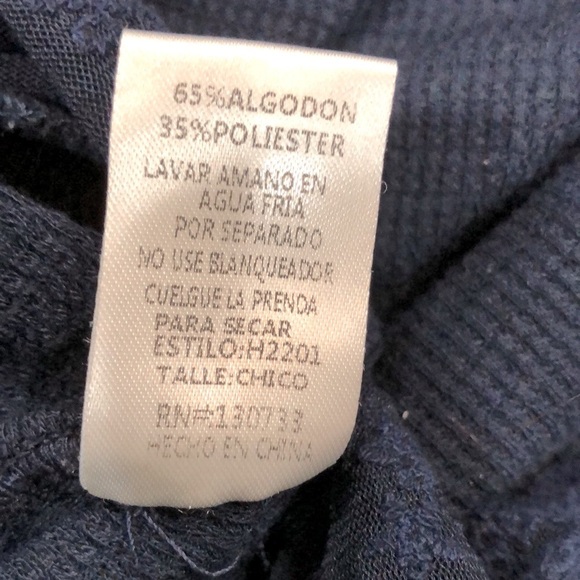 65%ALGODON
35%POLIESTER
LAVAR AMANO EN
AGUA FRIA
POR SEPARADO
NO USE BLANQUEADOR
CUELGUE LA PRENDA
PARA SECAR
ESTILO:H2201
TALLE:CHICO
RN#:130733
HECHO EN CHINA